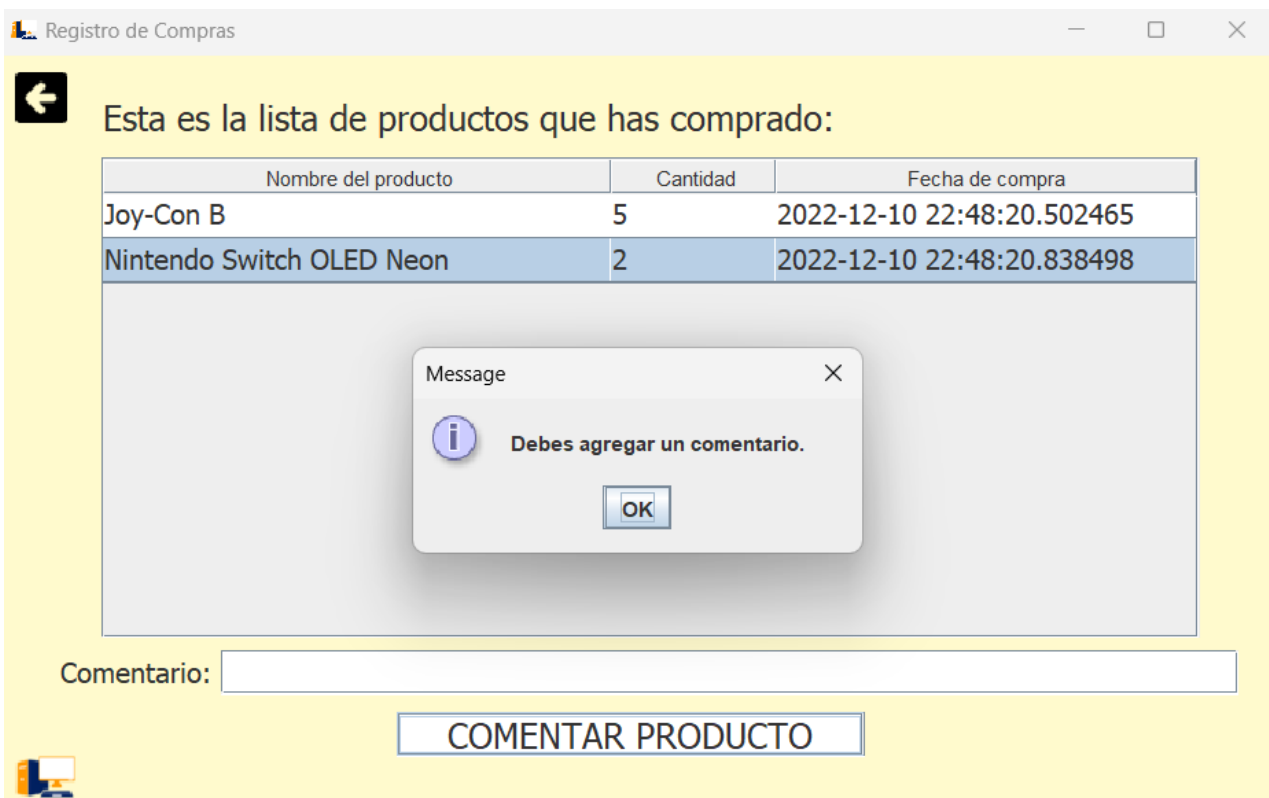 Registro de Compras
Esta es la lista de productos que has comprado:
Nombre del producto Cantidad Fecha de compra
Joy-Con B 5 2022-12-10 22:48:20.502465
Nintendo Switch OLED Neon 2 2022-12-10 22:48:20.838498
Message
i
Debes agregar un comentario.
OK
Comentario:
COMENTAR PRODUCTO